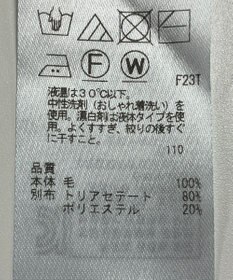 F W
F23T
液温は30℃以下。
中性洗剤(おしゃれ着洗い)を
使用。漂白剤は液体タイプを使
用。よくすすぎ、絞りの後すぐ
に干すこと。
110
品質
本体 毛 100%
別布 トリアセテート 80%
ポリエステル 20%